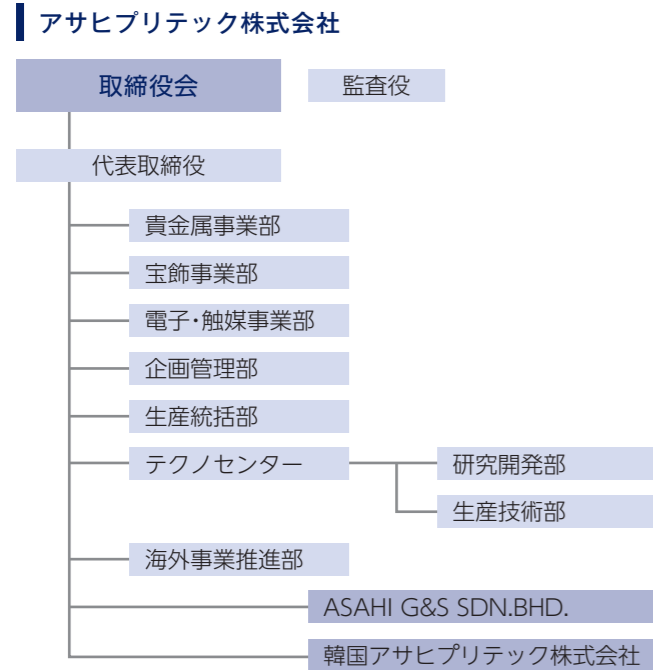 アサヒプリテック株式会社
取締役会
監査役
代表取締役
貴金属事業部
宝飾事業部
電子・触媒事業部
企画管理部
生産統括部
テクノセンター
研究開発部
生産技術部
海外事業推進部
ASAHI G&S SDN.BHD.
韓国アサヒプリテック株式会社